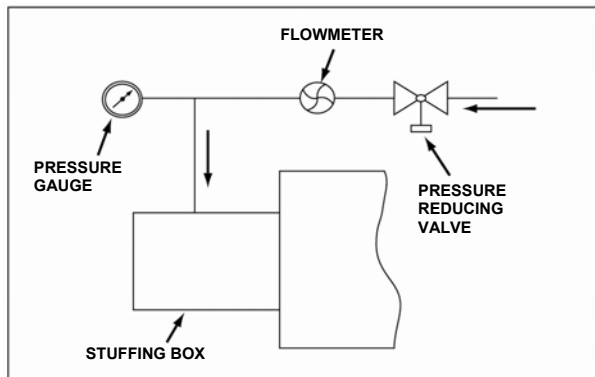 FLOWMETER
PRESSURE
GAUGE
PRESSURE
REDUCING
VALVE
STUFFING BOX